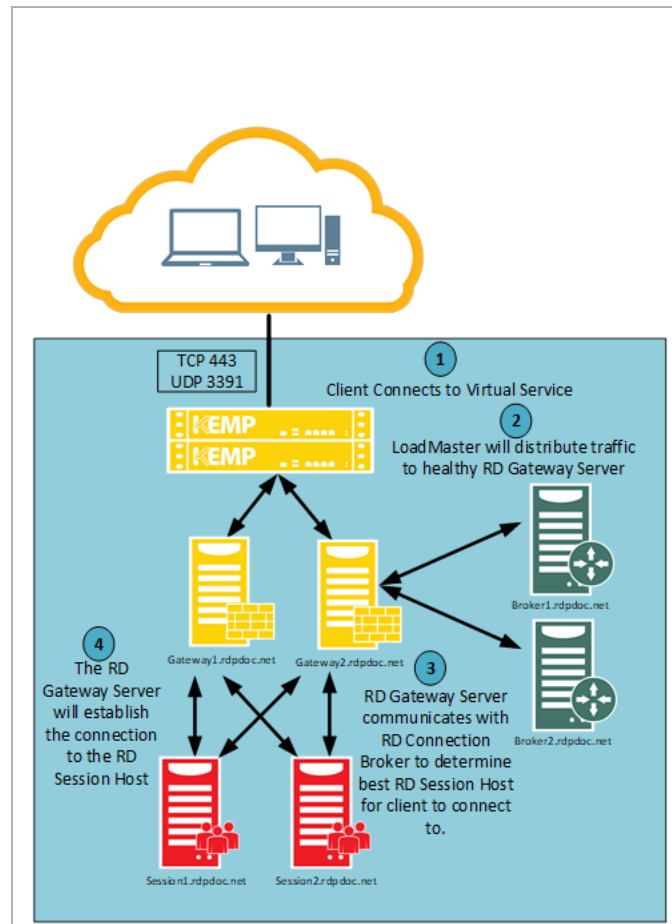 TCP 443
UDP 3391
1
Client Connects to Virtual Service
2
LoadMaster will distribute traffic
to healthy RD Gateway Server
KEMP
KEMP
Broker1.rdpdoc.net
Gateway1.rdpdoc.net
Gateway2.rdpdoc.net
Broker2.rdpdoc.net
4
The RD
Gateway Server
will establish
the connection
to the RD
Session Host
3
RD Gateway Server
communicates with
RD Connection
Broker to determine
best RD Session Host
for client to connect
to.
Session1.rdpdoc.net
Session2.rdpdoc.net